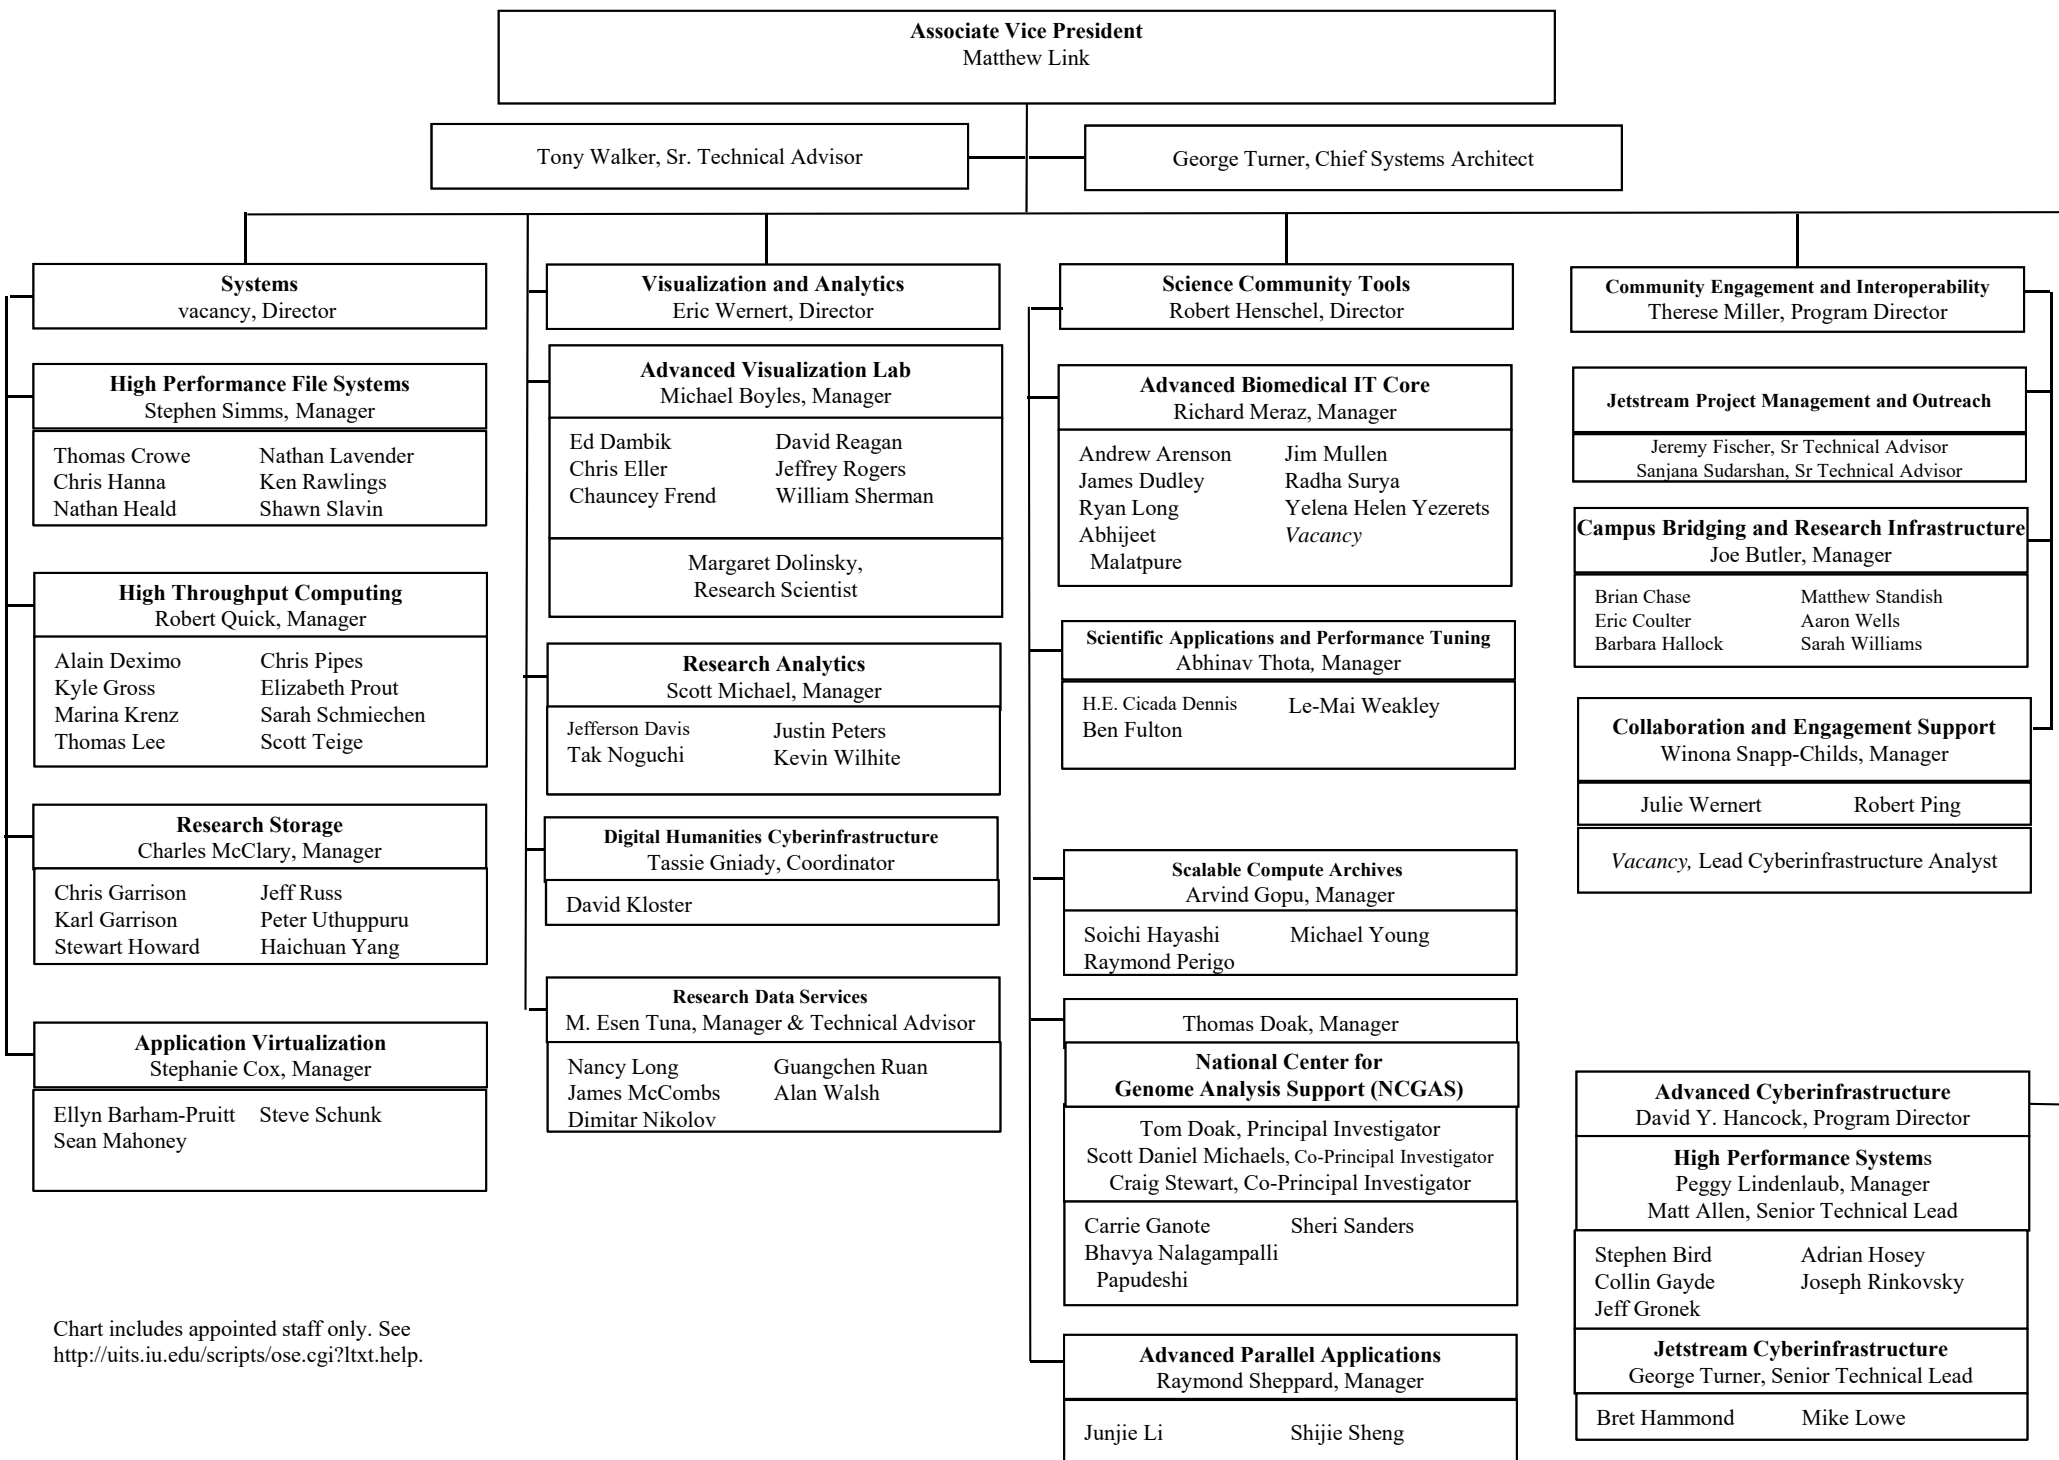 Associate Vice President
Matthew Link
Tony Walker, Sr. Technical Advisor
George Turner, Chief Systems Architect
Systems
vacancy, Director
High Performance File Systems
Stephen Simms, Manager
Thomas Crowe Nathan Lavender
Chris Hanna Ken Rawlings
Nathan Heald Shawn Slavin
High Throughput Computing
Robert Quick, Manager
Alain Deximo Chris Pipes
Kyle Gross Elizabeth Prout
Marina Krenz Sarah Schmiechen
Thomas Lee Scott Teige
Research Storage
Charles McClary, Manager
Chris Garrison Jeff Russ
Karl Garrison Peter Uthuppuru
Stewart Howard Haichuan Yang
Application Virtualization
Stephanie Cox, Manager
Ellyn Barham-Pruitt Steve Schunk
Sean Mahoney
Chart includes appointed staff only. See
http://uits.iu.edu/scripts/ose.cgi?ltxt.help.
Visualization and Analytics
Eric Wernert, Director
Advanced Visualization Lab
Michael Boyles, Manager
Ed Dambik David Reagan
Chris Eller Jeffrey Rogers
Chauncey Frend William Sherman
Margaret Dolinsky,
Research Scientist
Research Analytics
Scott Michael, Manager
Jefferson Davis Justin Peters
Tak Noguchi Kevin Wilhite
Digital Humanities Cyberinfrastructure
Tassie Gniady, Coordinator
David Kloster
Research Data Services
M. Esen Tuna, Manager & Technical Advisor
Nancy Long Guangchen Ruan
James McCombs Alan Walsh
Dimitar Nikolov
Science Community Tools
Robert Henschel, Director
Advanced Biomedical IT Core
Richard Meraz, Manager
Andrew Arenson Jim Mullen
James Dudley Radha Surya
Ryan Long Yelena Helen Yezerets
Abhijeet Vacancy
Malatpure
Scientific Applications and Performance Tuning
Abhinav Thota, Manager
H.E. Cicada Dennis Le-Mai Weakley
Ben Fulton
Scalable Compute Archives
Arvind Gopu, Manager
Soichi Hayashi Michael Young
Raymond Perigo
Thomas Doak, Manager
National Center for
Genome Analysis Support (NCGAS)
Tom Doak, Principal Investigator
Scott Daniel Michaels, Co-Principal Investigator
Craig Stewart, Co-Principal Investigator
Carrie Ganote Sheri Sanders
Bhavya Nalagampalli
Papudeshi
Advanced Parallel Applications
Raymond Sheppard, Manager
Junjie Li Shijie Sheng
Community Engagement and Interoperability
Therese Miller, Program Director
Jetstream Project Management and Outreach
Jeremy Fischer, Sr Technical Advisor
Sanjana Sudarshan, Sr Technical Advisor
Campus Bridging and Research Infrastructure
Joe Butler, Manager
Brian Chase Matthew Standish
Eric Coulter Aaron Wells
Barbara Hallock Sarah Williams
Collaboration and Engagement Support
Winona Snapp-Childs, Manager
Julie Wernert Robert Ping
Vacancy, Lead Cyberinfrastructure Analyst
Advanced Cyberinfrastructure
David Y. Hancock, Program Director
High Performance Systems
Peggy Lindenlaub, Manager
Matt Allen, Senior Technical Lead
Stephen Bird Adrian Hosey
Collin Gayde Joseph Rinkovsky
Jeff Gronek
Jetstream Cyberinfrastructure
George Turner, Senior Technical Lead
Bret Hammond Mike Lowe